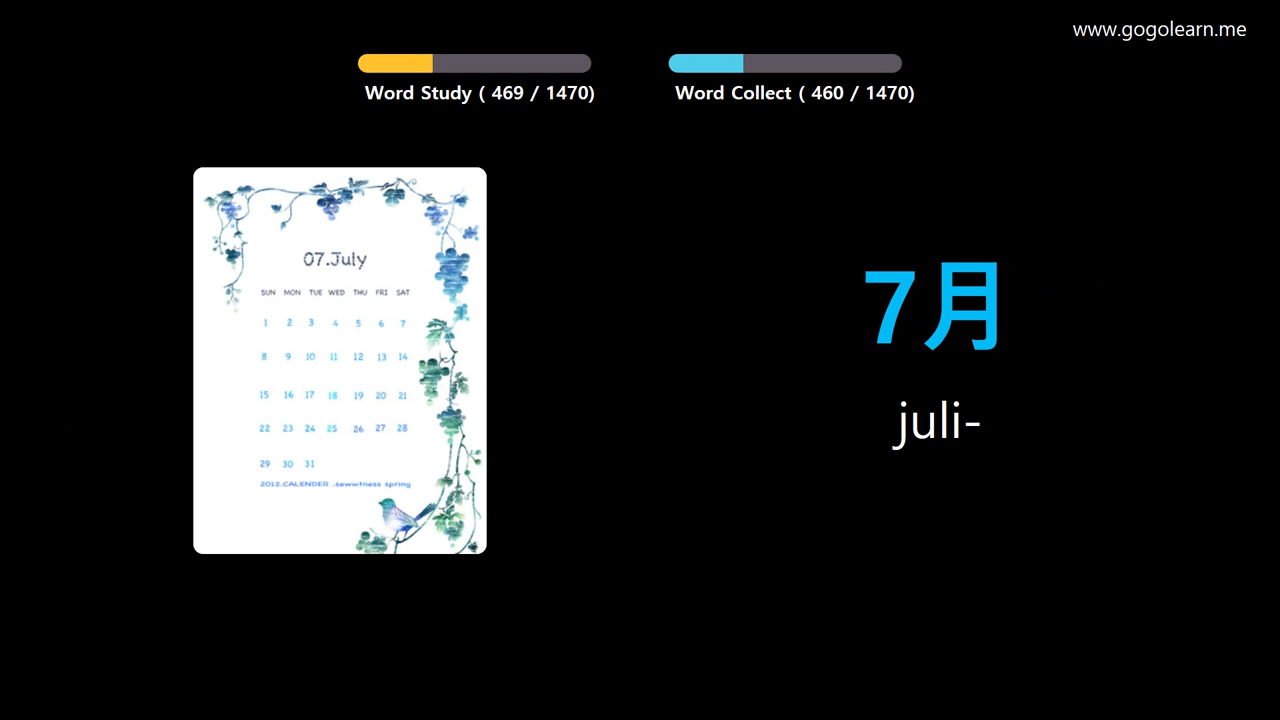 www.gogolearn.me
Word Study ( 469 / 1470)
Word Collect ( 460 / 1470)
07.July
SUN MON TUE WED THU FRI SAT
1 2 3 4 5 6 7
8 9 10 11 12 13 14
15 16 17 18 19 20 21
22 23 24 25 26 27 28
29 30 31
2012.CALENDER .sewwtness spring
7月
juli-